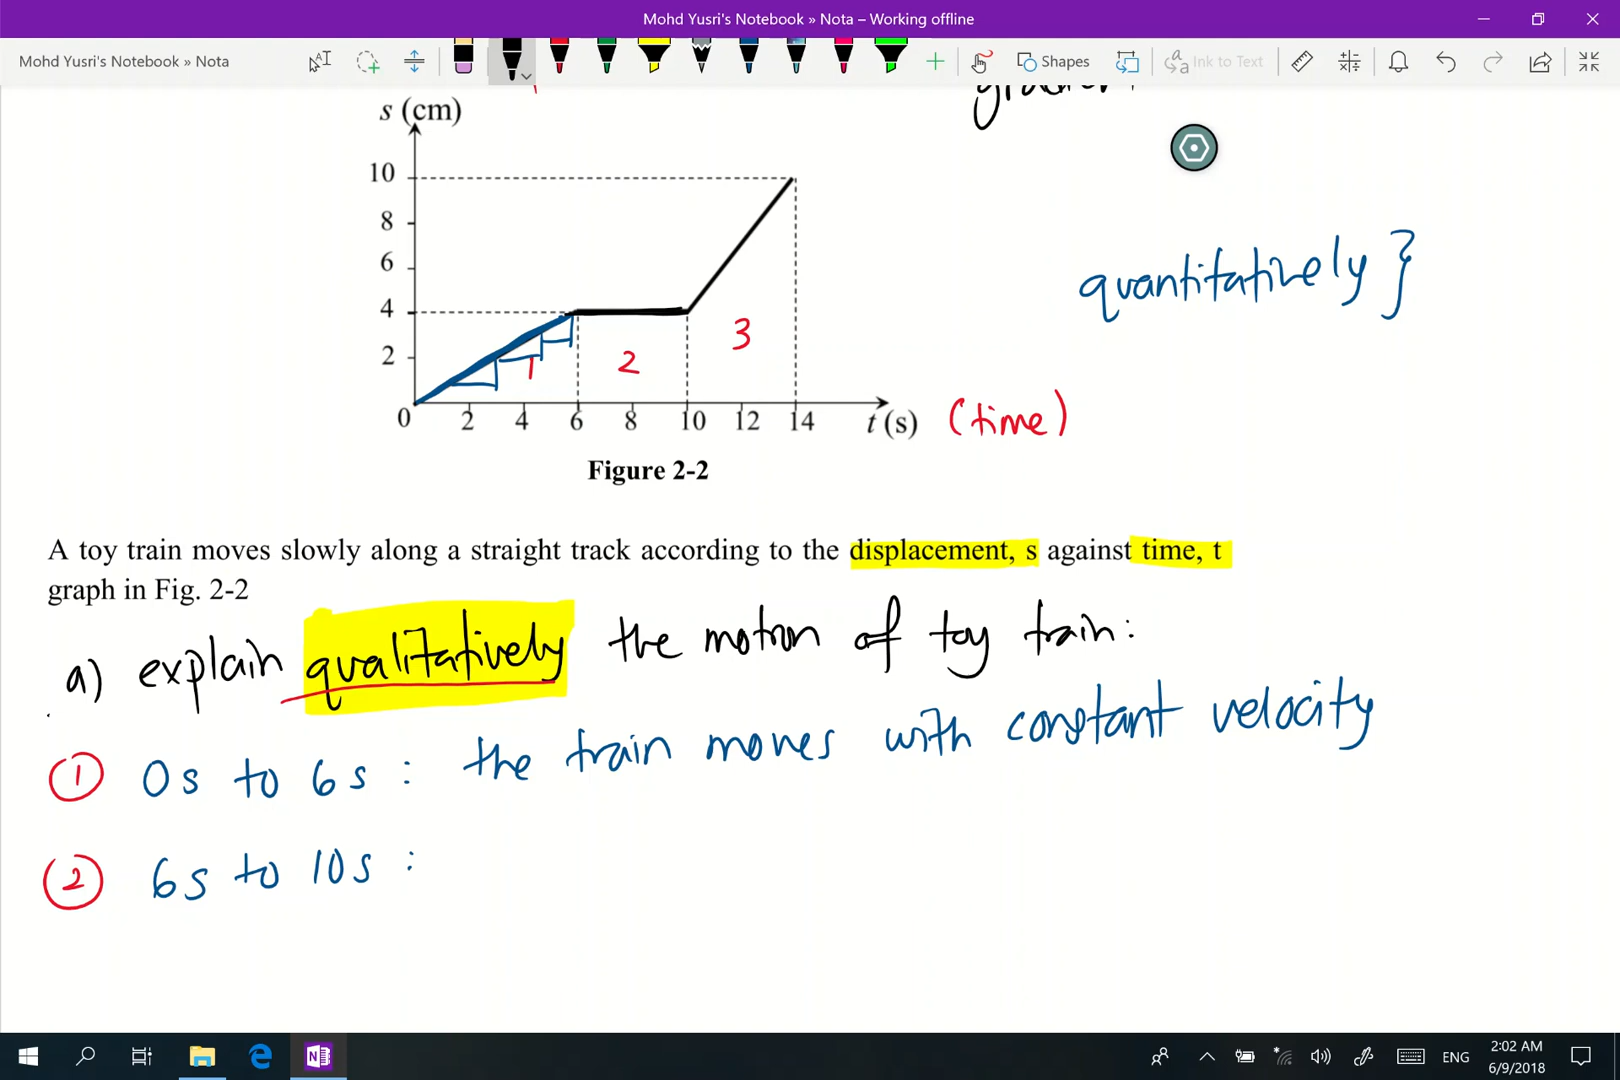 Mohd Yusri's Notebook » Nota – Working offline
Mohd Yusri's Notebook » Nota
Shapes
Ink to Text
s (cm)
10
8
6
4
2
0
2 4 6 8 10 12 14
t (s)
(time)
1
2
3
quantitatively }
Figure 2-2
A toy train moves slowly along a straight track according to the displacement, s against time, t
graph in Fig. 2-2
a) explain qualitatively the motion of toy train:
① 0s to 6s : the train moves with constant velocity
② 6s to 10s :
ENG
2:02 AM
6/9/2018